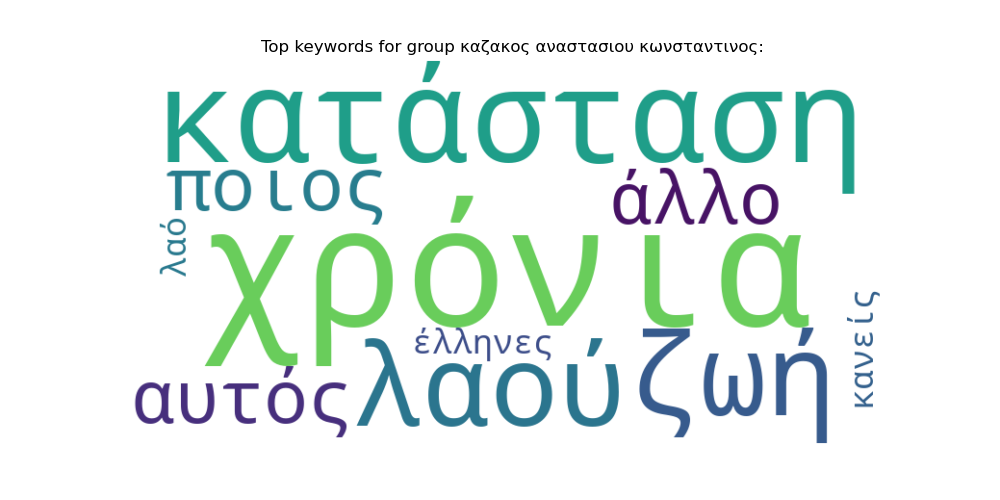 Top keywords for group καζακος αναστασιου κωνσταντινος:
κατάσταση
ποιος
άλλο
λαό
χρόνια
κανείς
έλληνες
ζωή
λαού
αυτός